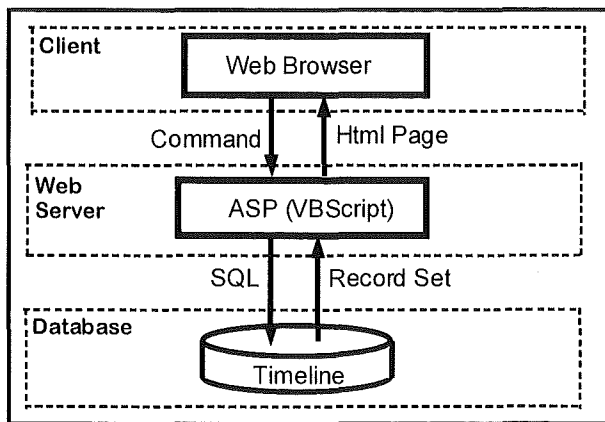 Client
Web Browser
Command
Html Page
Web
Server
ASP (VBScript)
SQL
Record Set
Database
Timeline